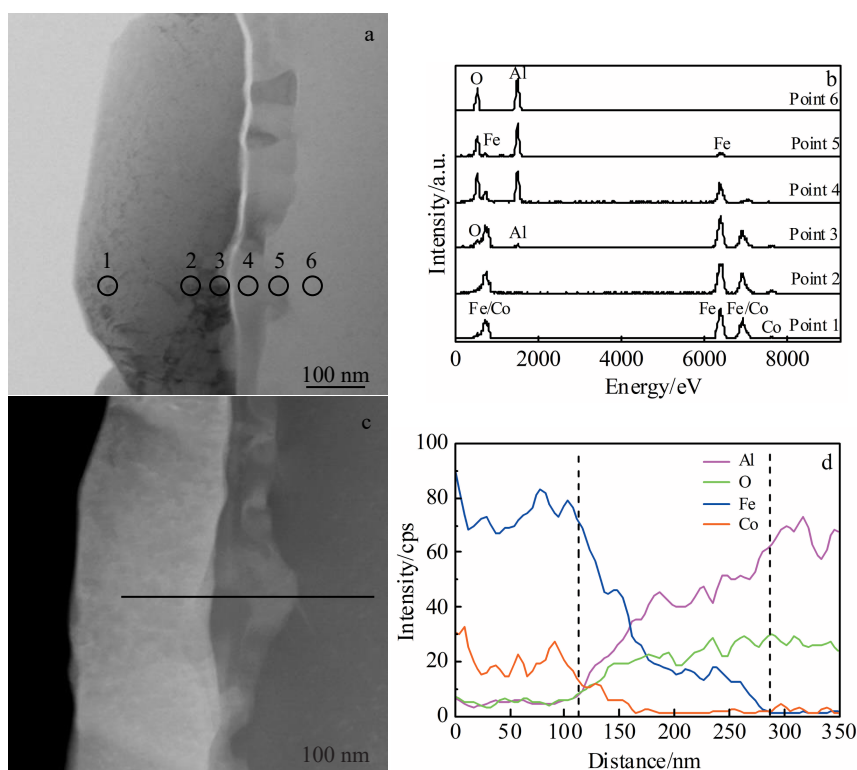 a
1 2 3 4 5 6
100 nm
b
O Al
Point 6
Fe Fe Point 5
Point 4
O Al Point 3
Point 2
Fe/Co Fe Fe/Co Co Point 1
Intensity/a.u.
0 2000 4000 6000 8000
Energy/eV
c
100 nm
d
Al
O
Fe
Co
Intensity/cps
100
80
60
40
20
0
0 50 100 150 200 250 300 350
Distance/nm